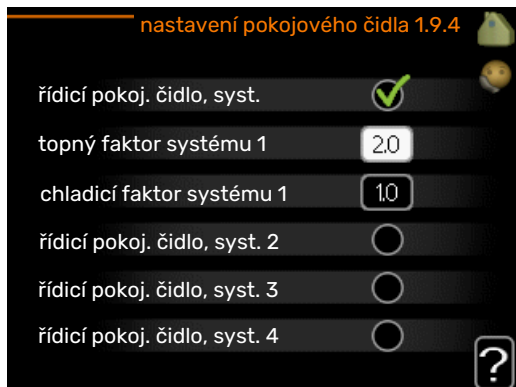 nastavení pokojového čidla 1.9.4
řídicí pokoj. čidlo, syst.
topný faktor systému 1 2.0
chladicí faktor systému 1 1.0
řídicí pokoj. čidlo, syst. 2
řídicí pokoj. čidlo, syst. 3
řídicí pokoj. čidlo, syst. 4
?